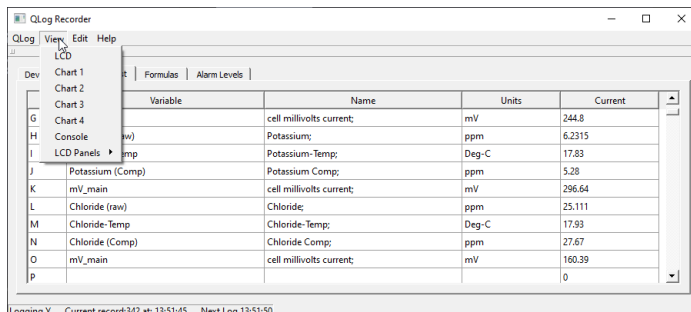 QLog Recorder
QLog View Edit Help
LCD
Chart 1
Chart 2
Chart 3
Chart 4
Console
LCD Panels
Formulas Alarm Levels
Variable Name Units Current
G cell millivolts current; mV 244.8
H Potassium; ppm 6.2315
I Potassium-Temp; Deg-C 17.83
J Potassium (Comp) Potassium Comp; ppm 5.28
K mV_main cell millivolts current; mV 296.64
L Chloride (raw) Chloride; ppm 25.111
M Chloride-Temp Chloride-Temp; Deg-C 17.93
N Chloride (Comp) Chloride Comp; ppm 27.67
O mV_main cell millivolts current; mV 160.39
P 0
Logging Y Current record:342 at: 13:51:45 Next Log 13:51:50